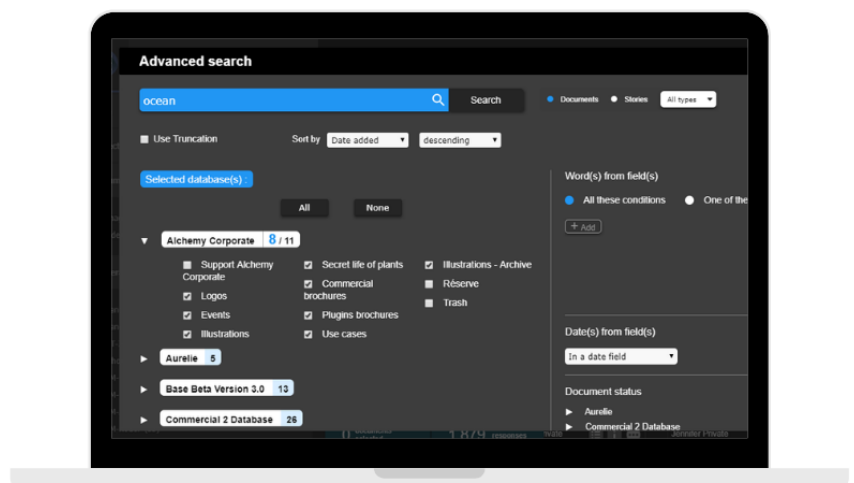 Advanced search
ocean
Search
Documents
Stories
All types
Use Truncation
Sort by
Date added
descending
Selected database(s) :
All
None
Alchemy Corporate 8 / 11
Support Alchemy
Corporate
Logos
Events
Illustrations
Secret life of plants
Commercial
brochures
Plugins brochures
Use cases
Illustrations - Archive
Réserve
Trash
Aurelie 5
Base Beta Version 3.0 13
Commercial 2 Database 26
Word(s) from field(s)
All these conditions
One of the
+ Add
Date(s) from field(s)
In a date field
Document status
Aurelie
Commercial 2 Database
responses
Jennifer Private